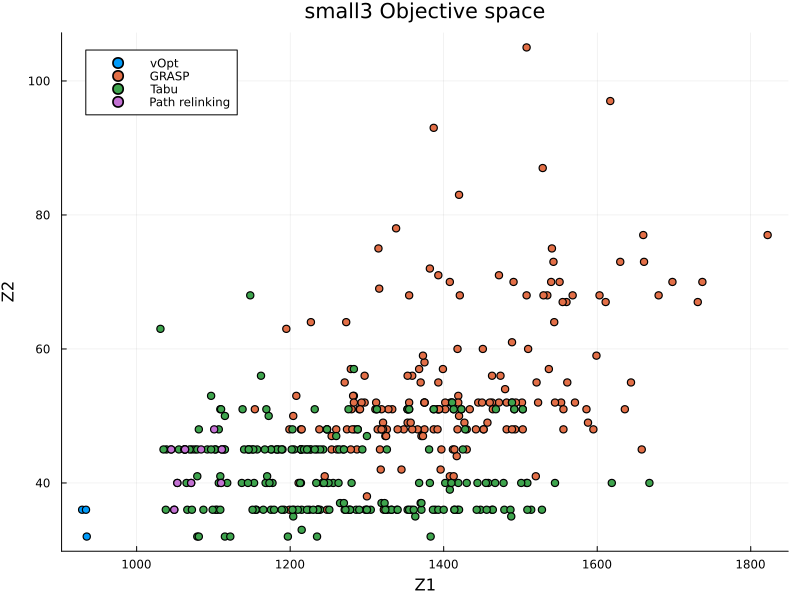 small3 Objective space
vOpt
GRASP
Tabu
Path relinking
100
80
60
40
Z2
1000 1200 1400 1600 1800
Z1